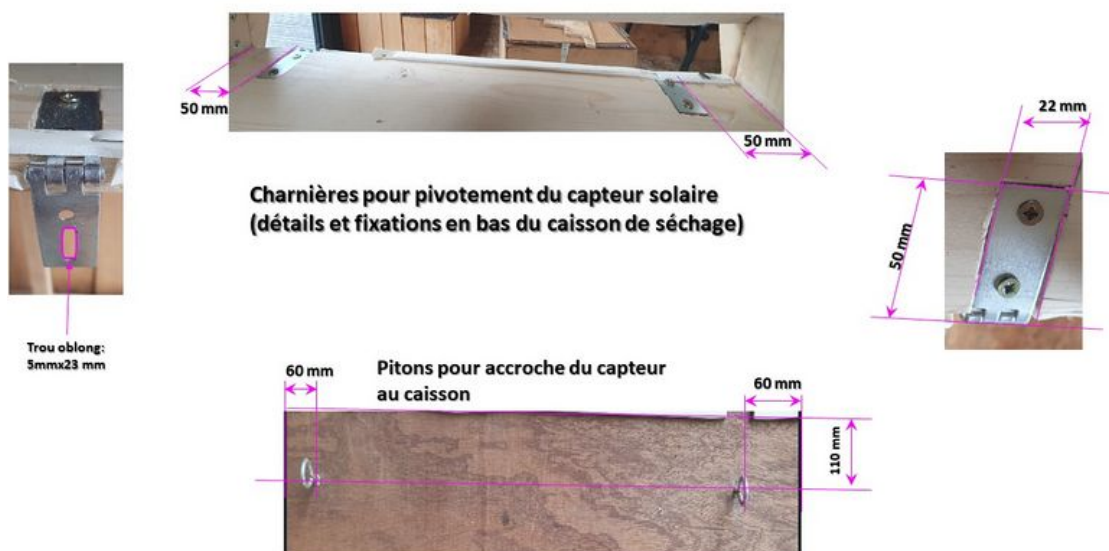 50 mm
50 mm
22 mm
Charnières pour pivotement du capteur solaire
(détails et fixations en bas du caisson de séchage)
50 mm
Trou oblong:
5mmx23 mm
60 mm
Pitons pour accroche du capteur
au caisson
60 mm
110 mm